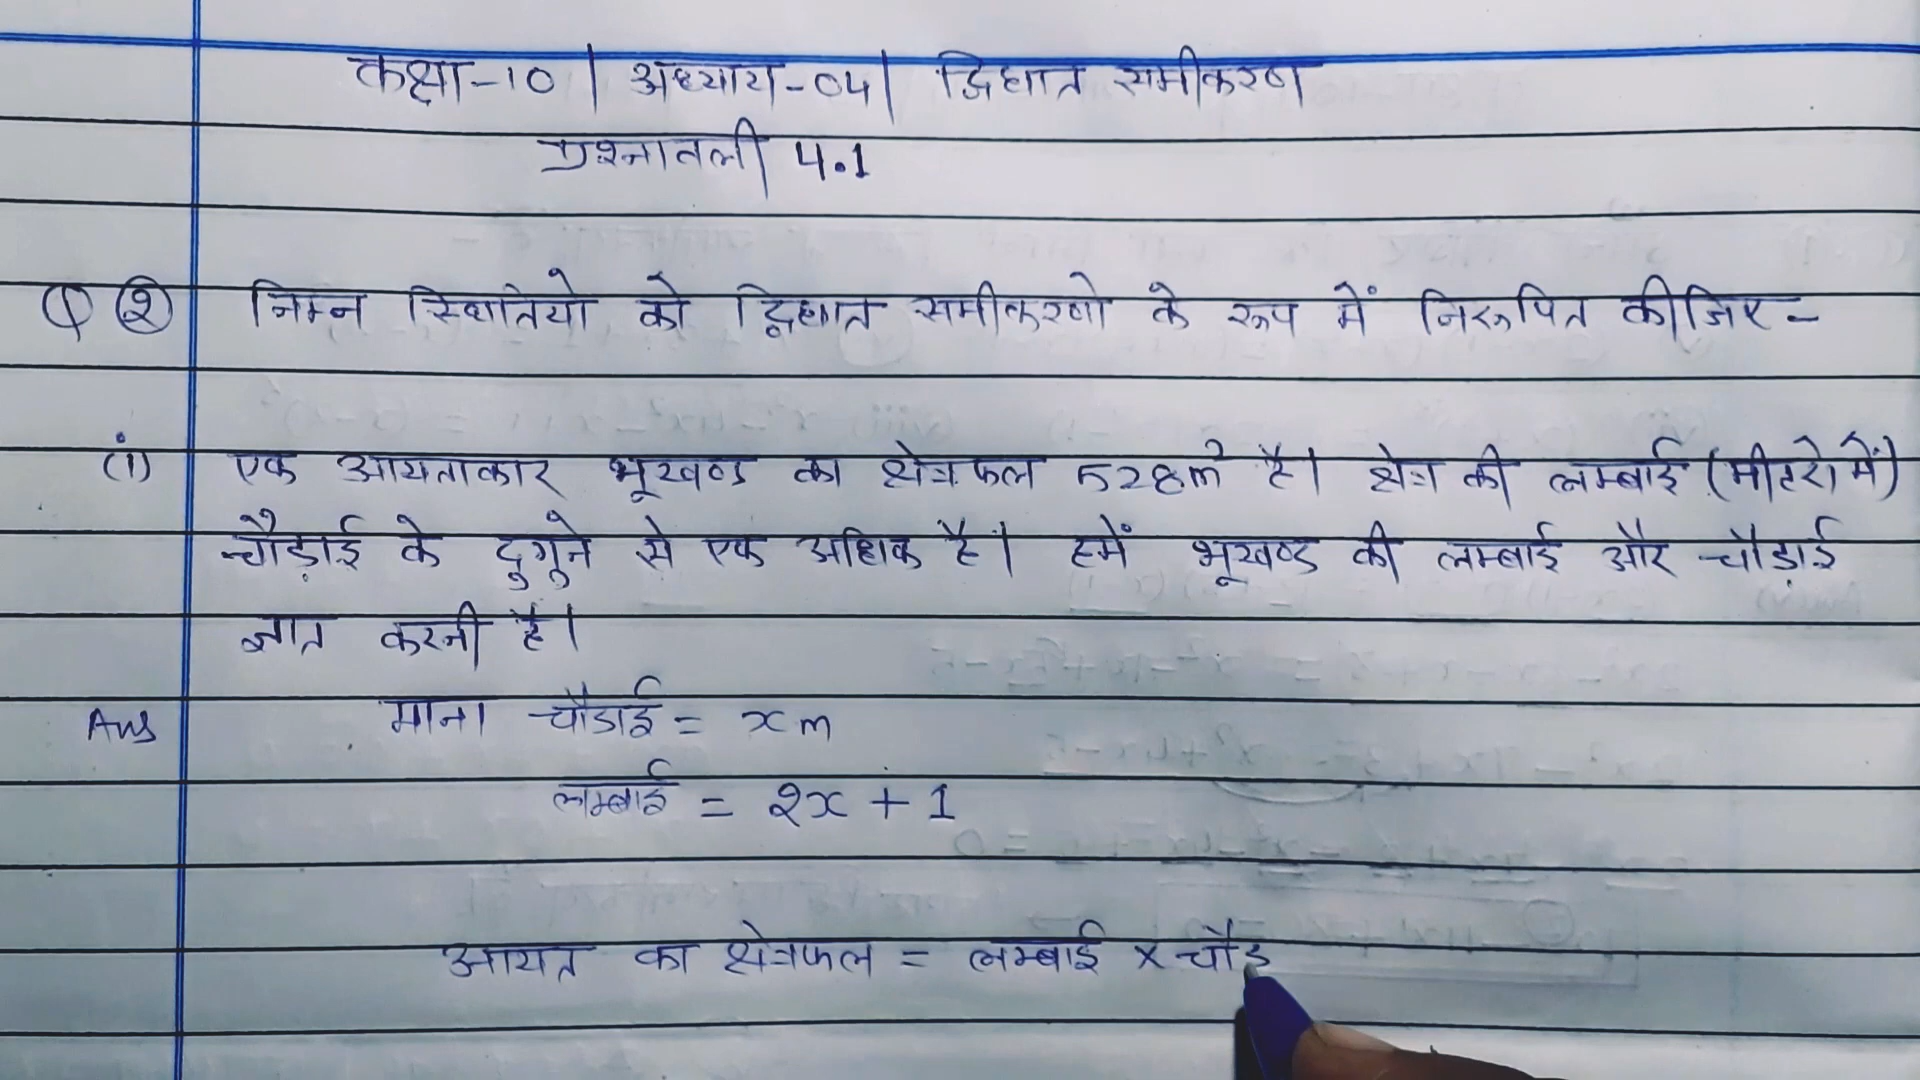 कक्षा-10 | अध्याय-04 | द्विघात समीकरण
प्रश्नावली 4.1
Q ② निम्न स्थितियो को द्विघात समीकरणो के रूप में निरूपित कीजिए -
(i) एक आयताकार भूखण्ड का क्षेत्रफल 528m² है। क्षेत्र की लम्बाई (मीटरो में)
चौड़ाई के दुगुने से एक अधिक है। हमें भूखण्ड की लम्बाई और चौड़ाई
ज्ञात करनी है।
Ans माना चौडाई = x m
लम्बाई = 2x + 1
आयत का क्षेत्रफल = लम्बाई × चौड